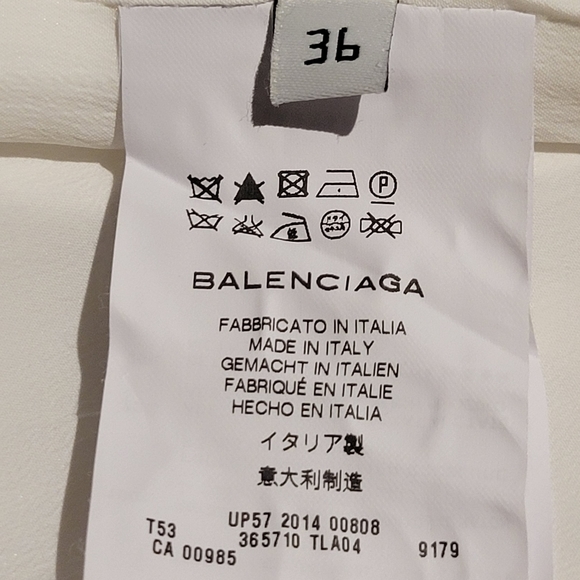 36
P
BALENCIAGA
FABBRICATO IN ITALIA
MADE IN ITALY
GEMACHT IN ITALIEN
FABRIQUÉ EN ITALIE
HECHO EN ITALIA
イタリア製
意大利制造
T53 UP57 2014 00808
CA 00985 365710 TLA04 9179